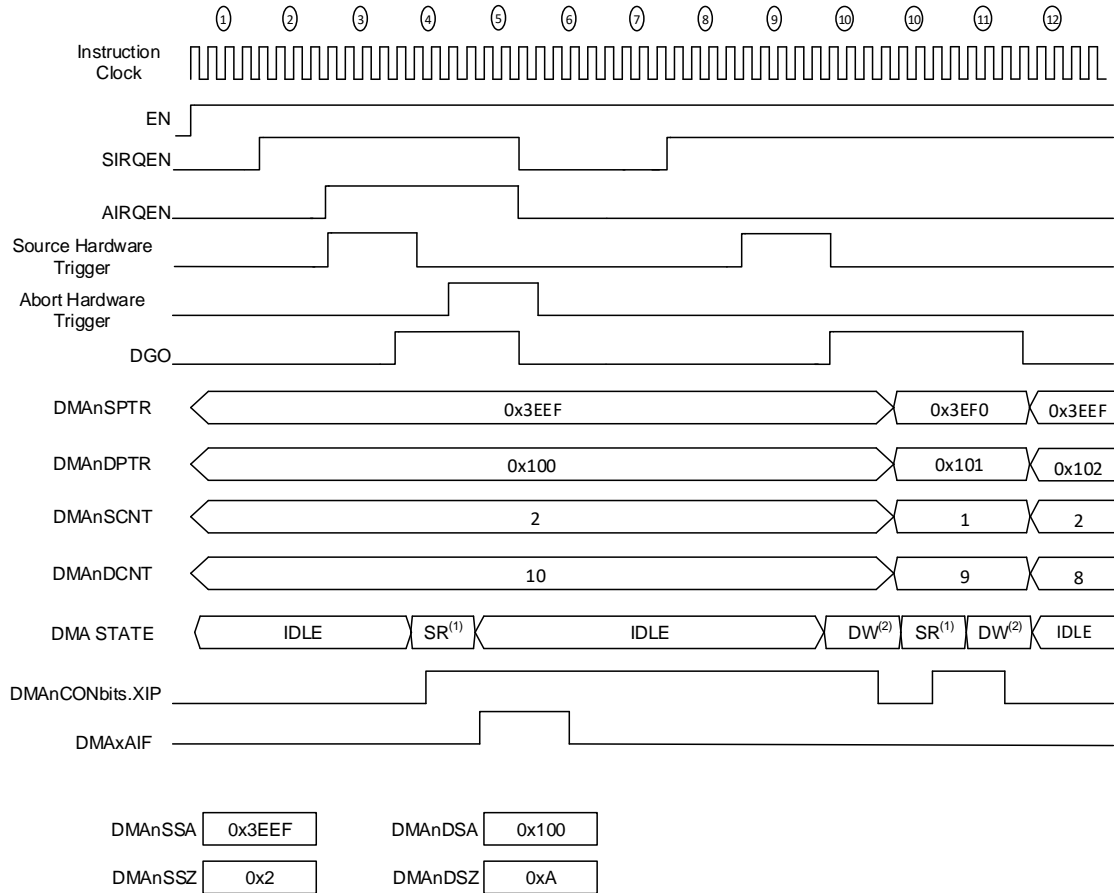 ① ② ③ ④ ⑤ ⑥ ⑦ ⑧ ⑨ ⑩ ⑩ ⑪ ⑫
Instruction
Clock
EN
SIRQEN
AIRQEN
Source Hardware
Trigger
Abort Hardware
Trigger
DGO
DMAnSPTR 0x3EEF 0x3EF0 0x3EEF
DMAnDPTR 0x100 0x101 0x102
DMAnSCNT 2 1 2
DMAnDCNT 10 9 8
DMA STATE IDLE SR(1) IDLE DW(2) SR(1) DW(2) IDLE
DMAnCONbits.XIP
DMAxAIF
DMAnSSA 0x3EEF DMAnDSA 0x100
DMAnSSZ 0x2 DMAnDSZ 0xA